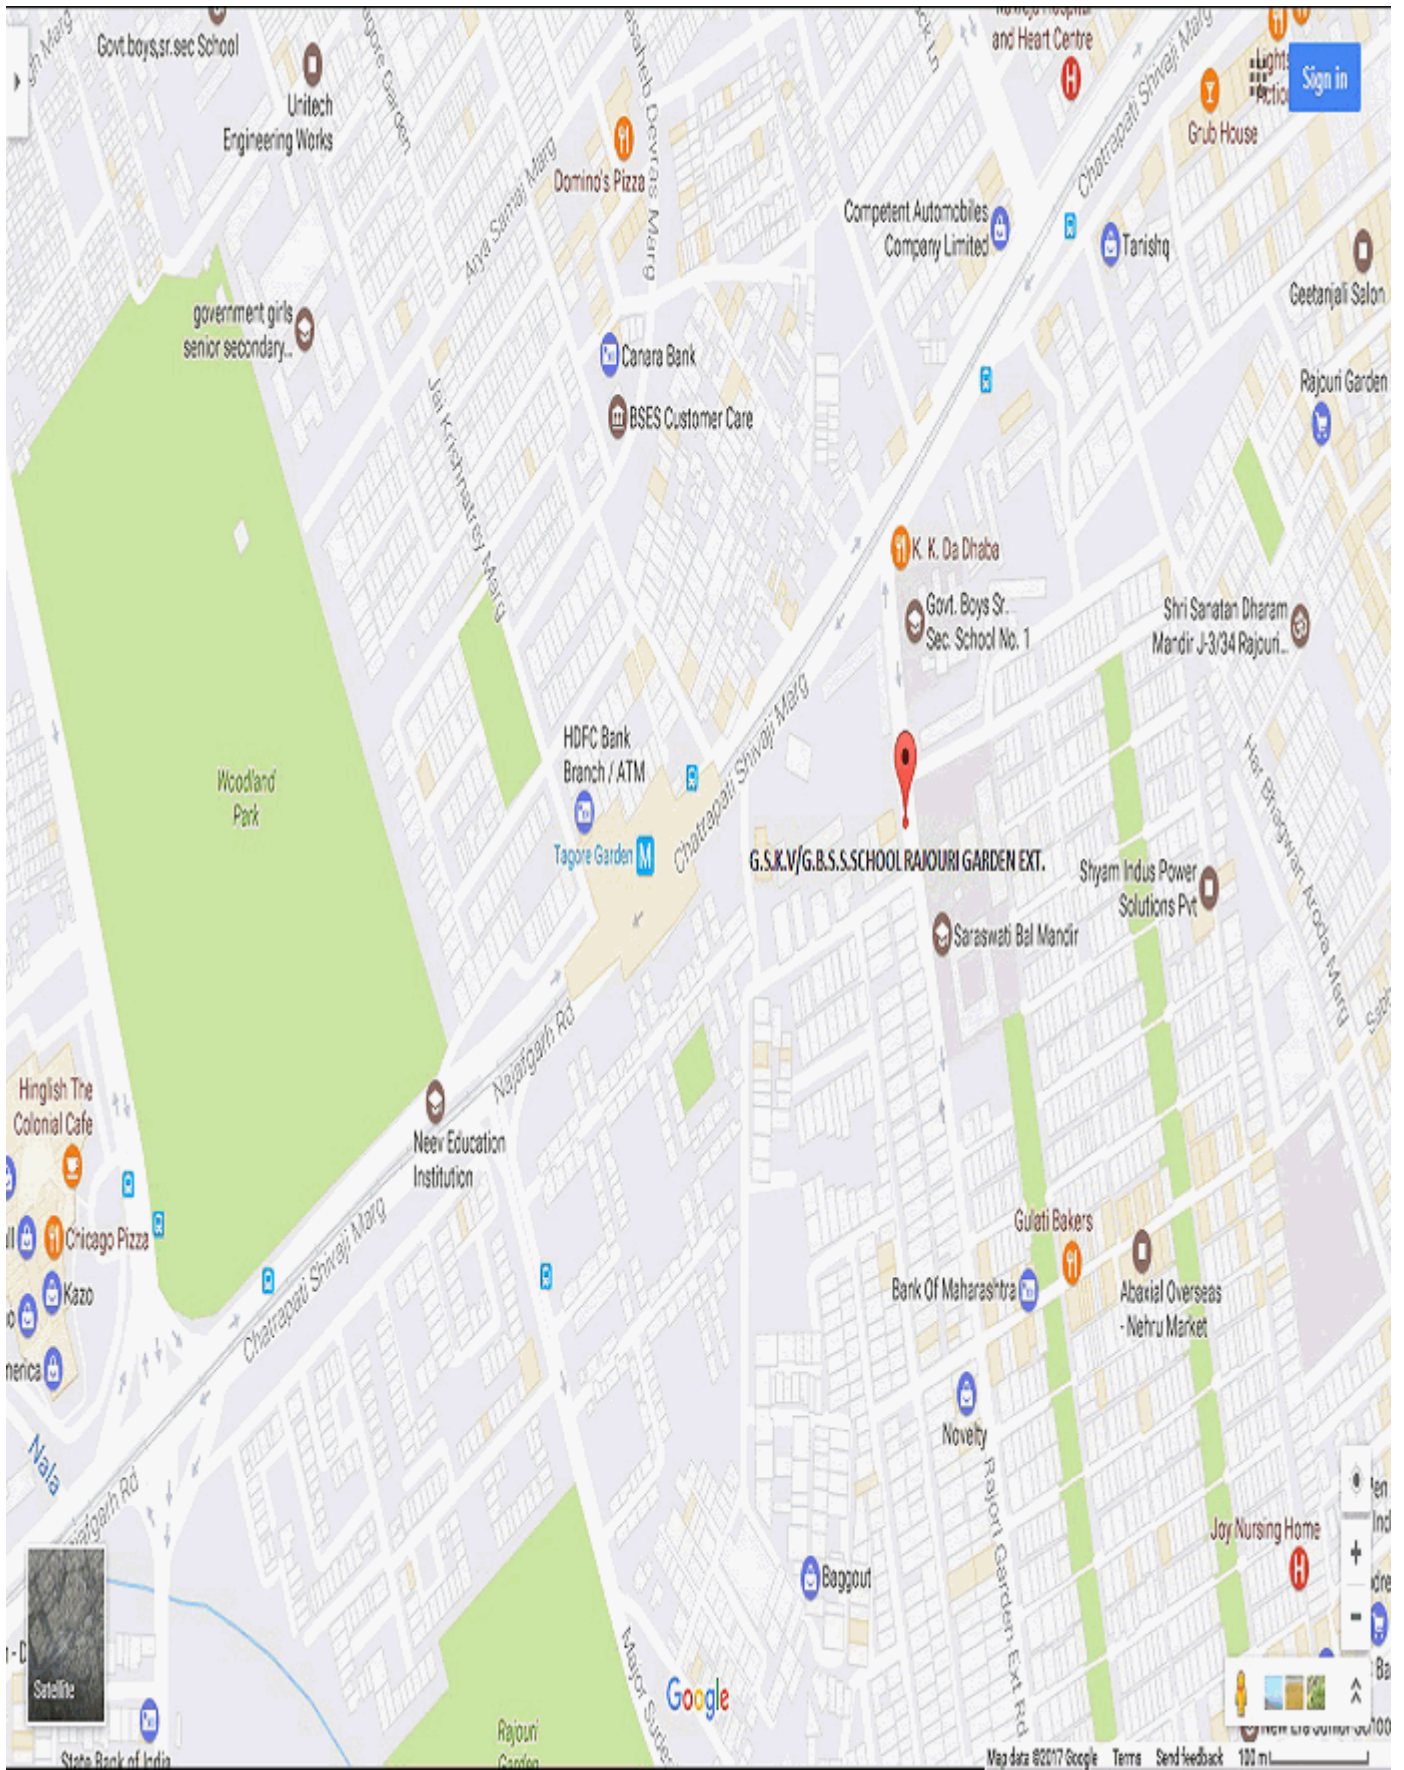 Govt.boys,sr.sec School
Unitech
Engineering Works
Domino's Pizza
Arya Samaj Marg
and Heart Centre
Chatrapati Shivaji Marg
Grub House
Sign in
Competent Automobiles
Company Limited
Tanishq
Geetanjali Salon
government girls
senior secondary...
Canara Bank
BSES Customer Care
Rajouri Garden
Jai Krishnatrey Marg
K. K. Da Dhaba
Govt. Boys Sr...
Sec. School No. 1
Shri Sanatan Dharam
Mandir J-3/34 Rajouri...
Woodland
Park
HDFC Bank
Branch / ATM
Tagore Garden
M
Chatrapati Shivaji Marg
G.S.K.V/G.B.S.S.SCHOOL RAJOURI GARDEN EXT.
Har Bhagwan Arora Marg
Shyam Indus Power
Solutions Pvt
Saraswati Bal Mandir
Najafgarh Rd
Hinglish The
Colonial Cafe
Neev Education
Institution
Chicago Pizza
Kazo
Chatrapati Shivaji Marg
Gulati Bakers
Bank Of Maharashtra
Abaxial Overseas
- Nehru Market
Novelty
Nala
Joy Nursing Home
Baggout
Rajori Garden Ext Rd
Satellite
Google
Rajouri
Garden
State Bank of India
Map data ©2017 Google Terms Send feedback 100 m